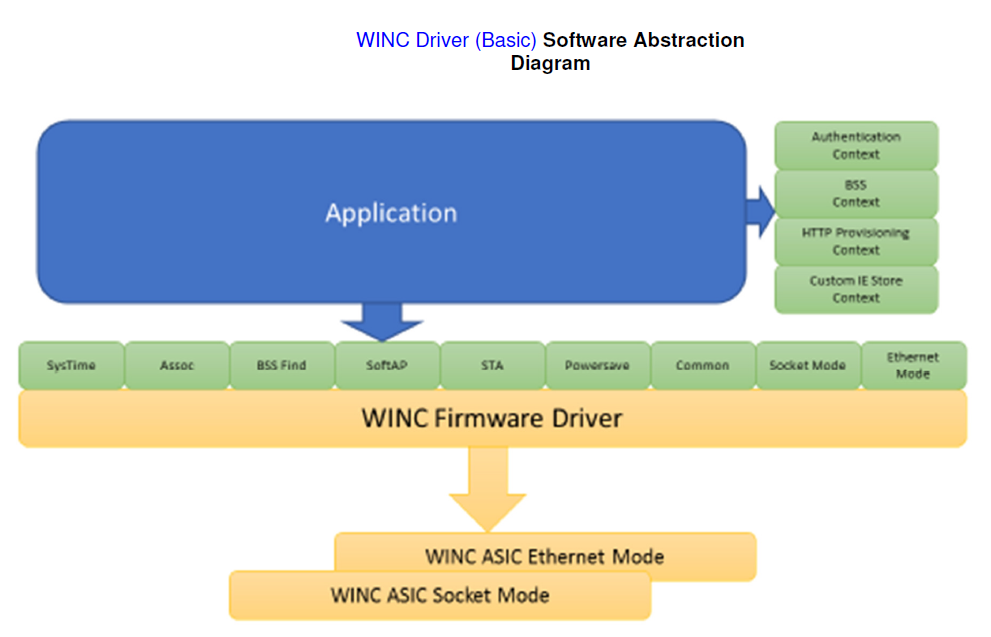 WINC Driver (Basic) Software Abstraction
Diagram
Application
Authentication
Context
BSS
Context
HTTP Provisioning
Context
Custom IE Store
Context
SysTime
Assoc
BSS Find
SoftAP
STA
Powersave
Common
Socket Mode
Ethernet
Mode
WINC Firmware Driver
WINC ASIC Ethernet Mode
WINC ASIC Socket Mode